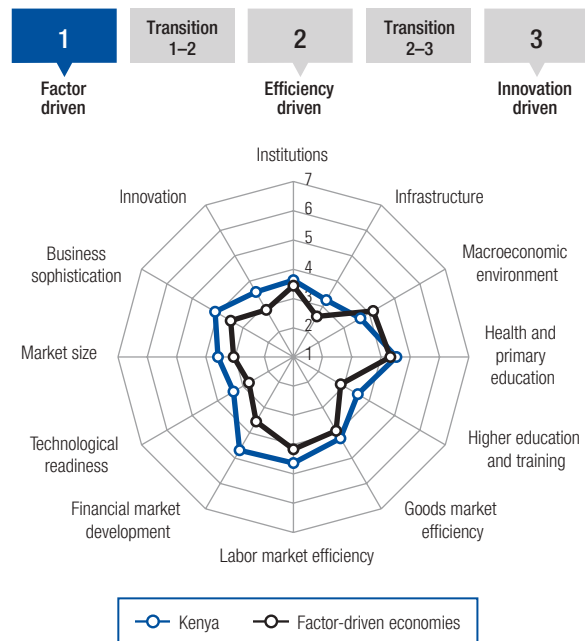 1
Transition
1–2
2
Transition
2–3
3
Factor
driven
Efficiency
driven
Innovation
driven
Institutions
Infrastructure
Macroeconomic
environment
Health and
primary
education
Higher education
and training
Goods market
efficiency
Labor market efficiency
Financial market
development
Technological
readiness
Market size
Business
sophistication
Innovation
7
6
5
4
3
2
1
Kenya
Factor-driven economies